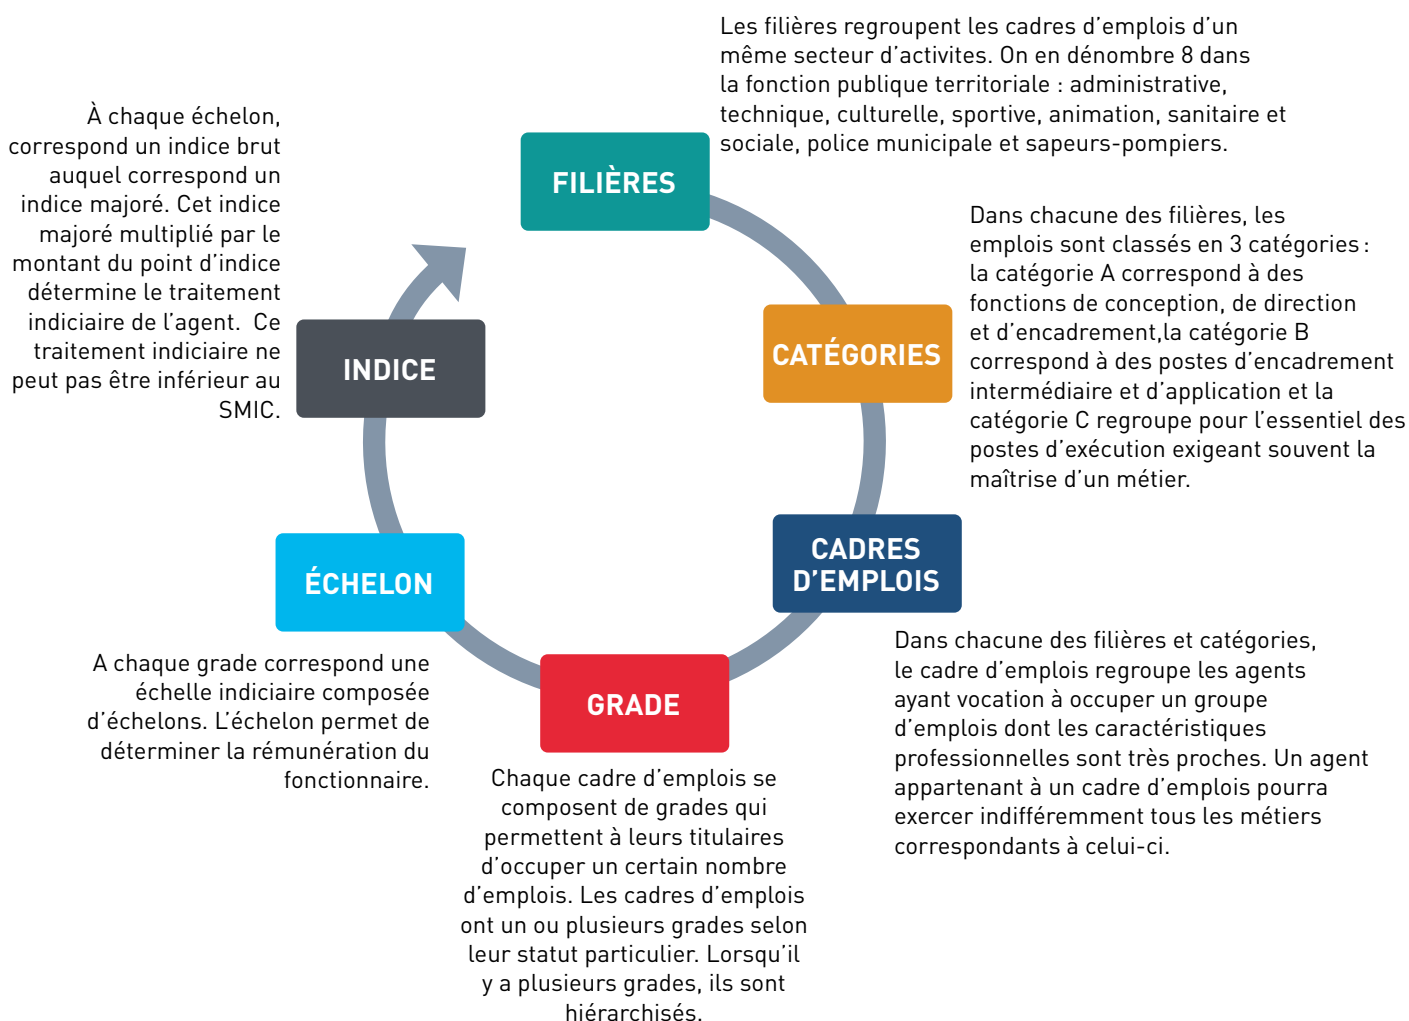 Les filières regroupent les cadres d'emplois d'un
même secteur d'activites. On en dénombre 8 dans
la fonction publique territoriale : administrative,
technique, culturelle, sportive, animation, sanitaire et
sociale, police municipale et sapeurs-pompiers.
FILIÈRES
Dans chacune des filières, les
emplois sont classés en 3 catégories :
la catégorie A correspond à des
fonctions de conception, de direction
et d'encadrement,la catégorie B
correspond à des postes d'encadrement
intermédiaire et d'application et la
catégorie C regroupe pour l'essentiel des
postes d'exécution exigeant souvent la
maîtrise d'un métier.
CATÉGORIES
CADRES
D'EMPLOIS
Dans chacune des filières et catégories,
le cadre d'emplois regroupe les agents
ayant vocation à occuper un groupe
d'emplois dont les caractéristiques
professionnelles sont très proches. Un agent
appartenant à un cadre d'emplois pourra
exercer indifféremment tous les métiers
correspondants à celui-ci.
GRADE
Chaque cadre d'emplois se
composent de grades qui
permettent à leurs titulaires
d'occuper un certain nombre
d'emplois. Les cadres d'emplois
ont un ou plusieurs grades selon
leur statut particulier. Lorsqu'il
y a plusieurs grades, ils sont
hiérarchisés.
ÉCHELON
A chaque grade correspond une
échelle indiciaire composée
d'échelons. L'échelon permet de
déterminer la rémunération du
fonctionnaire.
INDICE
À chaque échelon,
correspond un indice brut
auquel correspond un
indice majoré. Cet indice
majoré multiplié par le
montant du point d'indice
détermine le traitement
indiciaire de l'agent. Ce
traitement indiciaire ne
peut pas être inférieur au
SMIC.